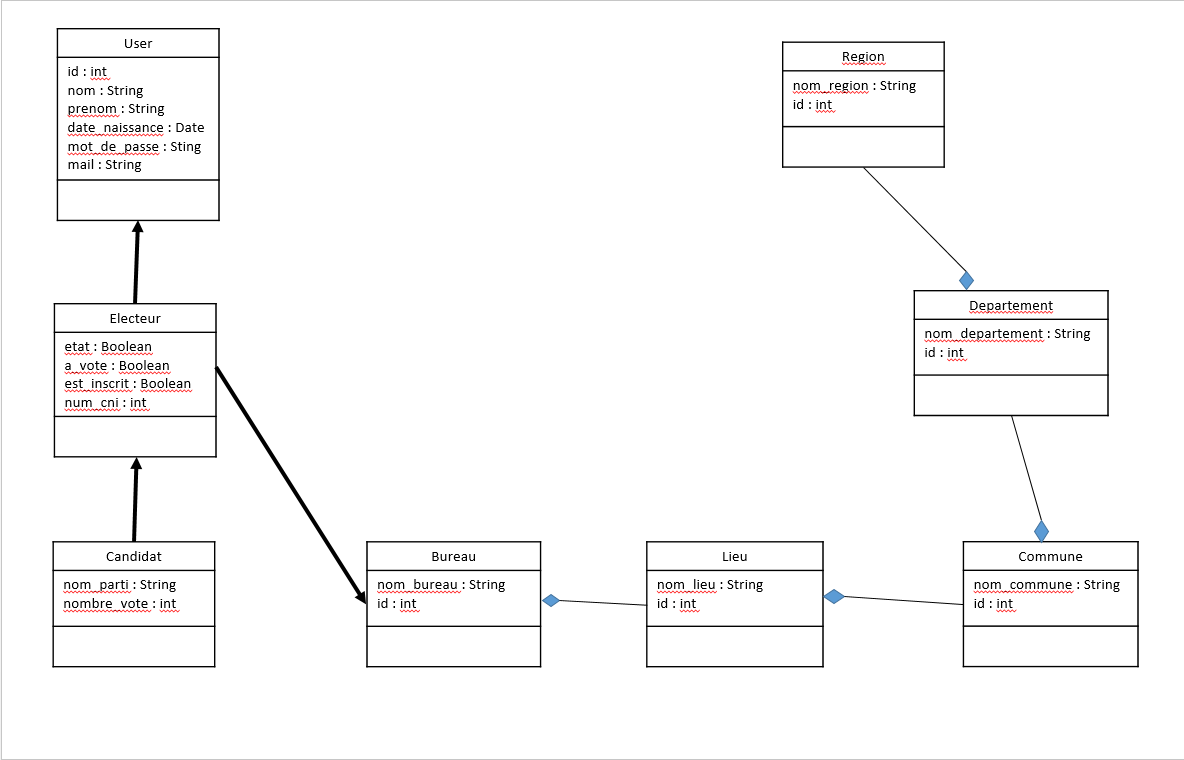 User
id : int
nom : String
prenom : String
date_naissance : Date
mot_de_passe : Sting
mail : String
Region
nom_region : String
id : int
Electeur
etat : Boolean
a_vote : Boolean
est_inscrit : Boolean
num_cni : int
Departement
nom_departement : String
id : int
Candidat
nom_parti : String
nombre_vote : int
Bureau
nom_bureau : String
id : int
Lieu
nom_lieu : String
id : int
Commune
nom_commune : String
id : int